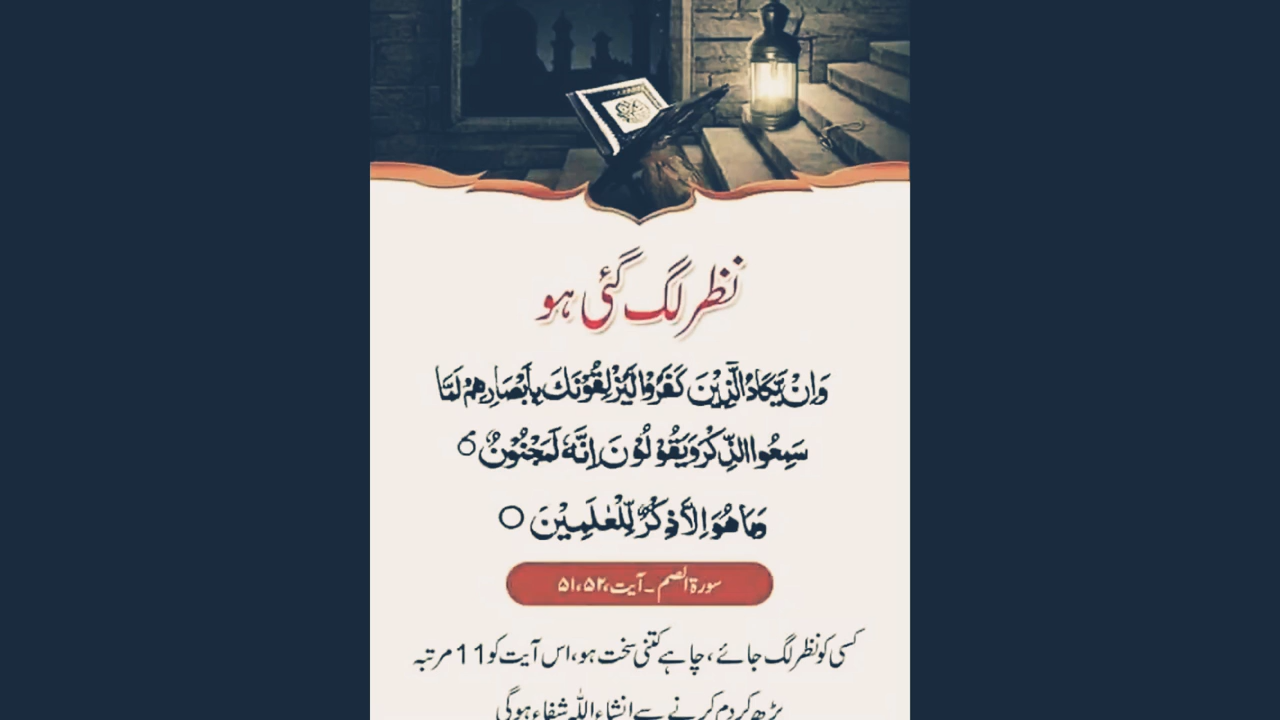 نظر لگ گئی ہو
وَاِنْ يَّكَادُ الَّذِيْنَ كَفَرُوْا لَيُزْلِقُوْنَكَ بِاَبْصَارِهِمْ لَمَّا
سَمِعُوا الذِّكْرَ وَيَقُوْلُوْنَ اِنَّهٗ لَمَجْنُوْنٌ ۘ
وَمَا هُوَ اِلَّا ذِكْرٌ لِّلْعٰلَمِيْنَ ○
سورۃ الصم ۔ آیت، ۵۱،۵۲
کسی کو نظر لگ جائے، چاہے کتنی سخت ہو، اس آیت کو 11 مرتبہ
پڑھ کر دم کرنے سے انشاء اللہ شفاء ہوگی